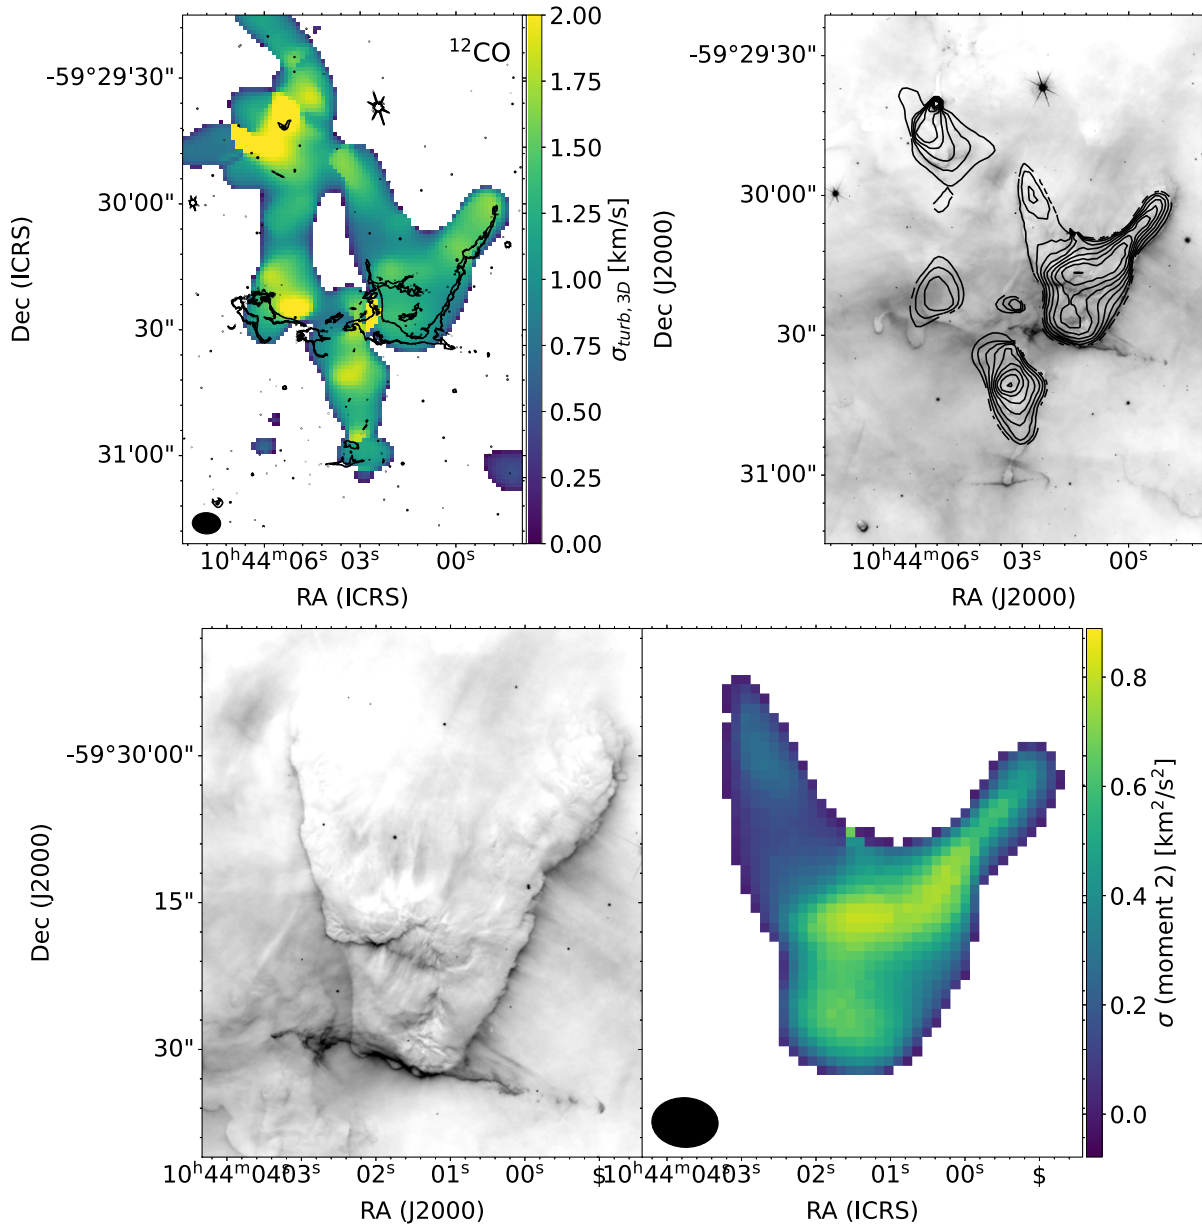 ¹²CO
-59°29'30"
30'00"
30"
31'00"
Dec (ICRS)
10ʰ44ᵐ06ˢ 03ˢ 00ˢ
RA (ICRS)
2.00
1.75
1.50
1.25
1.00
0.75
0.50
0.25
0.00
σ_turb, 3D [km/s]
-59°29'30"
30'00"
30"
31'00"
Dec (J2000)
10ʰ44ᵐ06ˢ 03ˢ 00ˢ
RA (J2000)
-59°30'00"
15"
30"
Dec (J2000)
10ʰ44ᵐ04ˢ 03ˢ 02ˢ 01ˢ 00ˢ $
RA (J2000)
10ʰ44ᵐ04ˢ 03ˢ 02ˢ 01ˢ 00ˢ $
RA (ICRS)
0.8
0.6
0.4
0.2
0.0
σ (moment 2) [km²/s²]